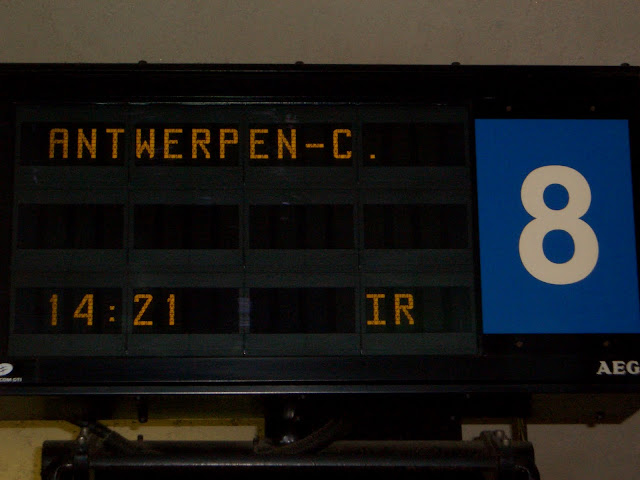 ANTWERPEN-C.
8
14:21 IR
AEG